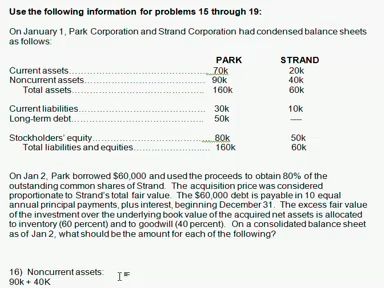 Use the following information for problems 15 through 19:
On January 1, Park Corporation and Strand Corporation had condensed balance sheets
as follows:
PARK STRAND
Current assets……………………………………… 70k 20k
Noncurrent assets………………………………… 90k 40k
Total assets……………………………………… 160k 60k
Current liabilities…………………………………… 30k 10k
Long-term debt……………………………………… 50k —
Stockholders’ equity………………………………… 80k 50k
Total liabilities and equities……………………… 160k 60k
On Jan 2, Park borrowed $60,000 and used the proceeds to obtain 80% of the
outstanding common shares of Strand. The acquisition price was considered
proportionate to Strand’s total fair value. The $60,000 debt is payable in 10 equal
annual principal payments, plus interest, beginning December 31. The excess fair value
of the investment over the underlying book value of the acquired net assets is allocated
to inventory (60 percent) and to goodwill (40 percent). On a consolidated balance sheet
as of Jan 2, what should be the amount for each of the following?
16) Noncurrent assets:
90k + 40K